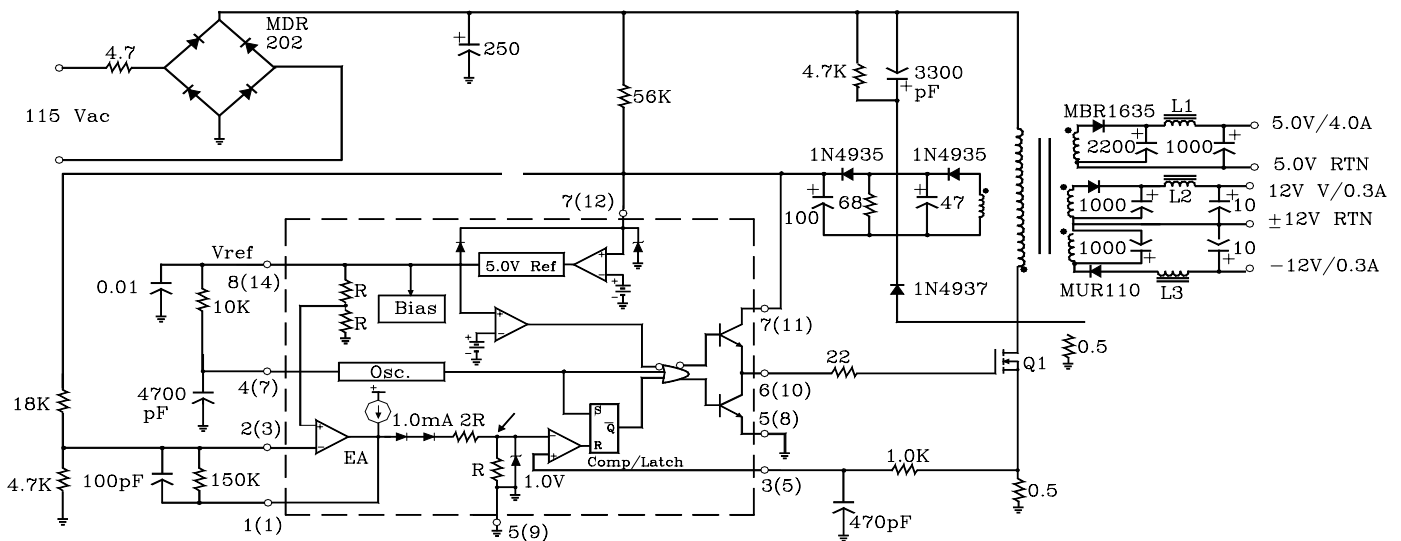 MDR
202
4.7
115 Vac
250
56K
4.7K
3300
pF
MBR1635
L1
5.0V/4.0A
2200
1000
5.0V RTN
1N4935
1N4935
12V V/0.3A
L2
1000
10
±12V RTN
1000
10
−12V/0.3A
MUR110
L3
100
68
47
7(12)
Vref
8(14)
5.0V Ref
0.01
10K
R
Bias
R
1N4937
7(11)
0.5
Q1
22
Osc.
4(7)
4700
pF
6(10)
5(8)
18K
2(3)
1.0mA
2R
S
Q
R
EA
Comp/Latch
4.7K
100pF
150K
R
1.0V
3(5)
1.0K
0.5
470pF
1(1)
5(9)